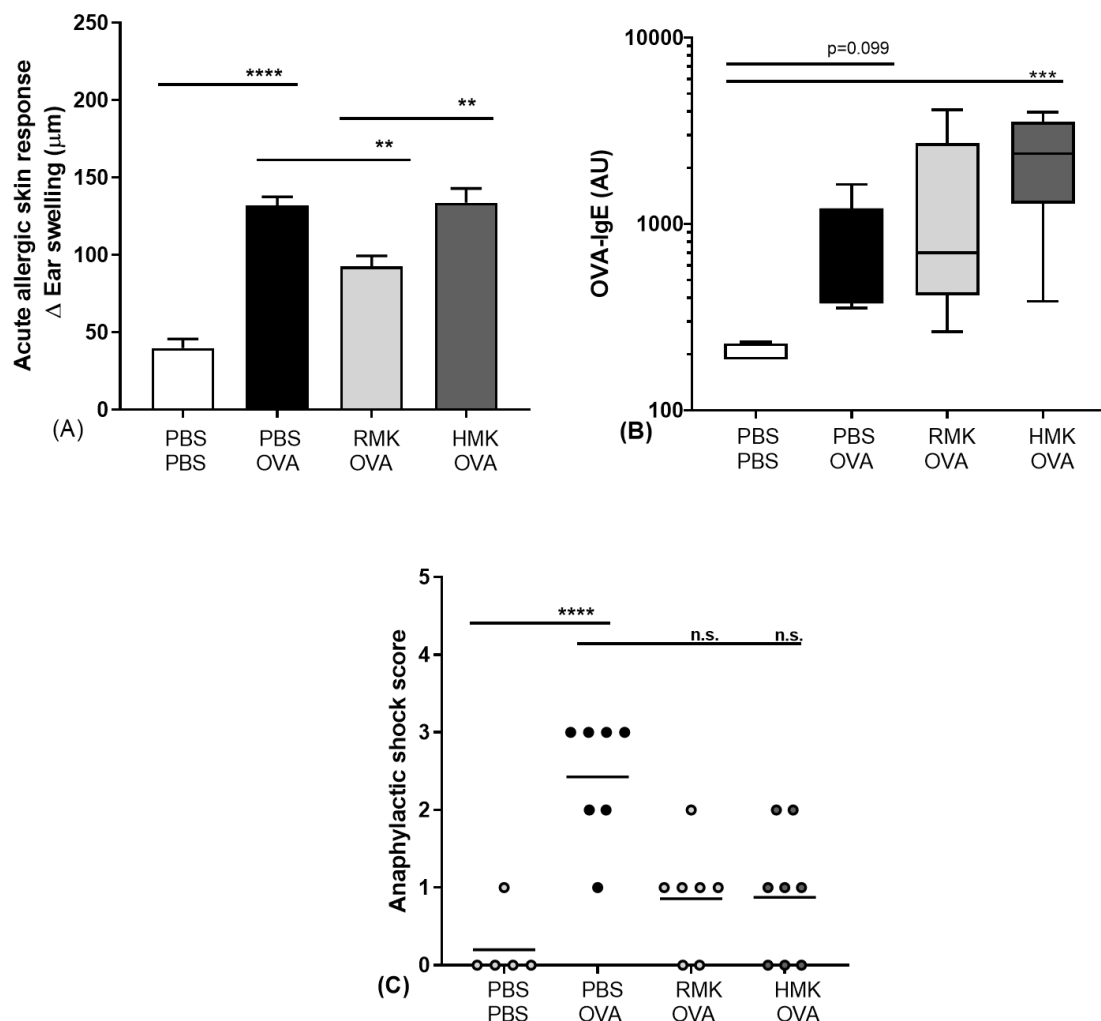 250
200
150
100
50
0
Acute allergic skin response
Δ Ear swelling (μm)
****
**
**
(A)
PBS PBS RMK HMK
PBS OVA OVA OVA
10000
1000
100
OVA-IgE (AU)
p=0.099
***
(B)
PBS PBS RMK HMK
PBS OVA OVA OVA
5
4
3
2
1
0
Anaphylactic shock score
****
n.s. n.s.
(C)
PBS PBS RMK HMK
PBS OVA OVA OVA